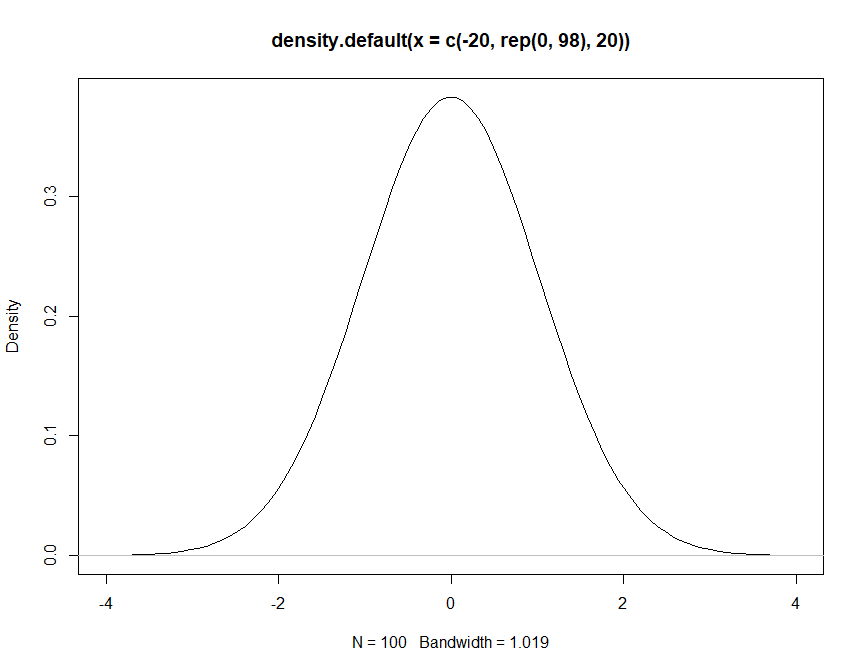 density.default(x = c(-20, rep(0, 98), 20))
Density
0.3
0.2
0.1
0.0
-4 -2 0 2 4
N = 100 Bandwidth = 1.019